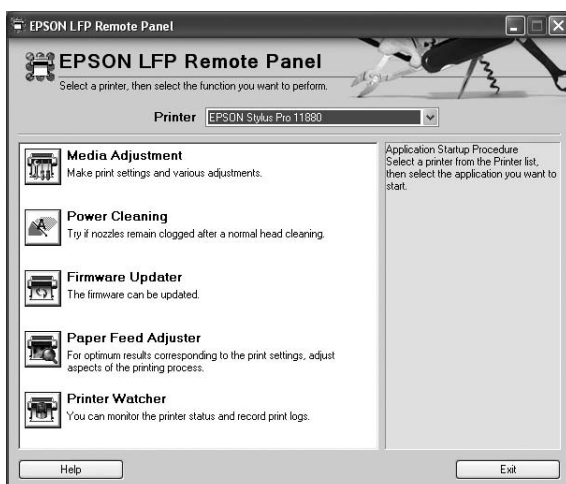 EPSON LFP Remote Panel
EPSON LFP Remote Panel
Select a printer, then select the function you want to perform.
Printer EPSON Stylus Pro 11880
Media Adjustment
Make print settings and various adjustments.
Power Cleaning
Try if nozzles remain clogged after a normal head cleaning.
Firmware Updater
The firmware can be updated.
Paper Feed Adjuster
For optimum results corresponding to the print settings, adjust
aspects of the printing process.
Printer Watcher
You can monitor the printer status and record print logs.
Application Startup Procedure
Select a printer from the Printer list,
then select the application you want to
start.
Help
Exit